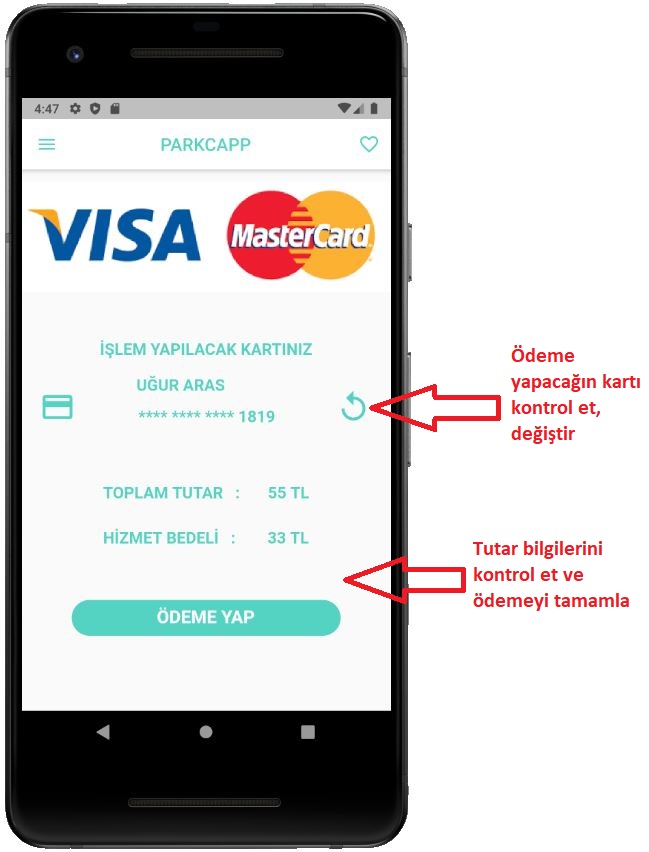 4:47
PARKCAPP
VISA
MasterCard
İŞLEM YAPILACAK KARTINIZ
UĞUR ARAS
**** **** **** 1819
TOPLAM TUTAR : 55 TL
HİZMET BEDELİ : 33 TL
ÖDEME YAP
Ödeme
yapacağın kartı
kontrol et,
değiştir
Tutar bilgilerini
kontrol et ve
ödemeyi tamamla